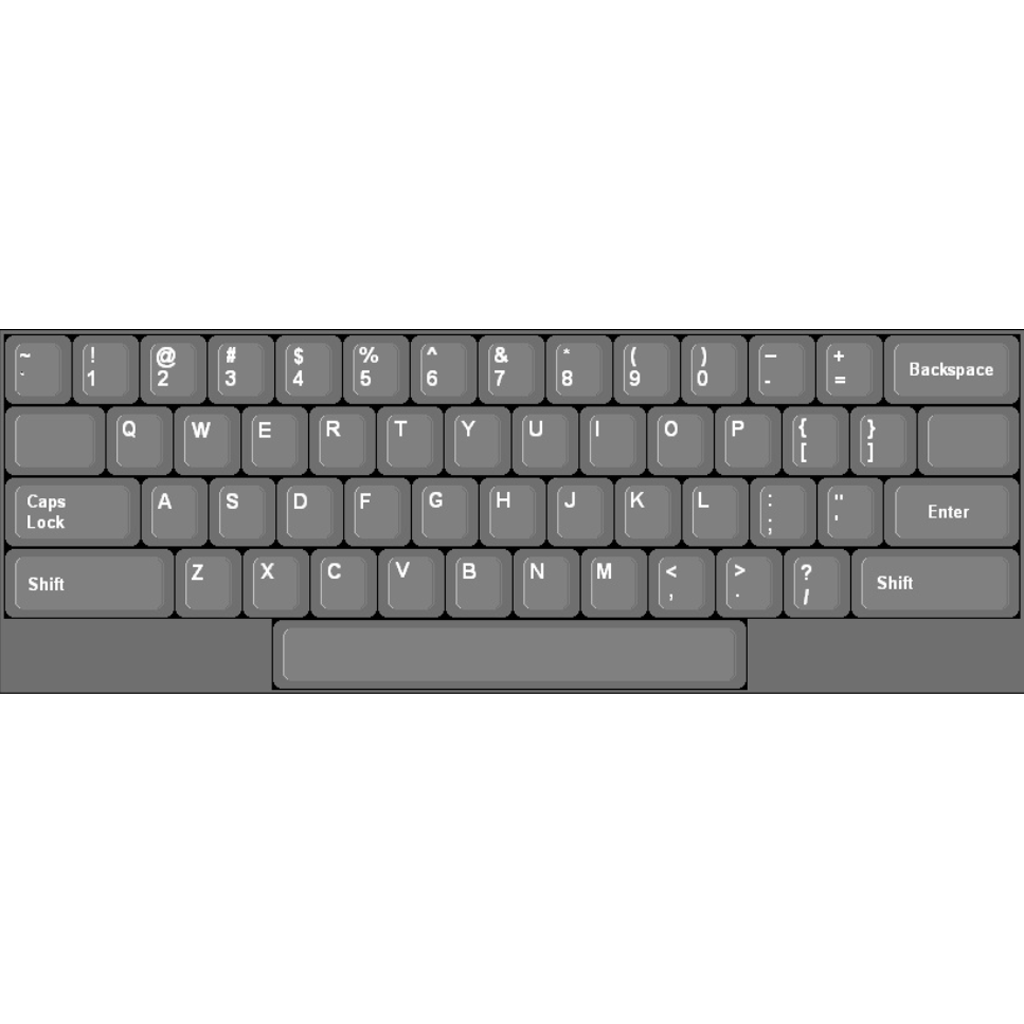 ~ ! @ # $ % ^ & * ( ) – +
` 1 2 3 4 5 6 7 8 9 0 - = Backspace
Q W E R T Y U I O P { }
[ ]
Caps A S D F G H J K L : "
Lock ; ' Enter
Shift Z X C V B N M < > ? Shift
, . /